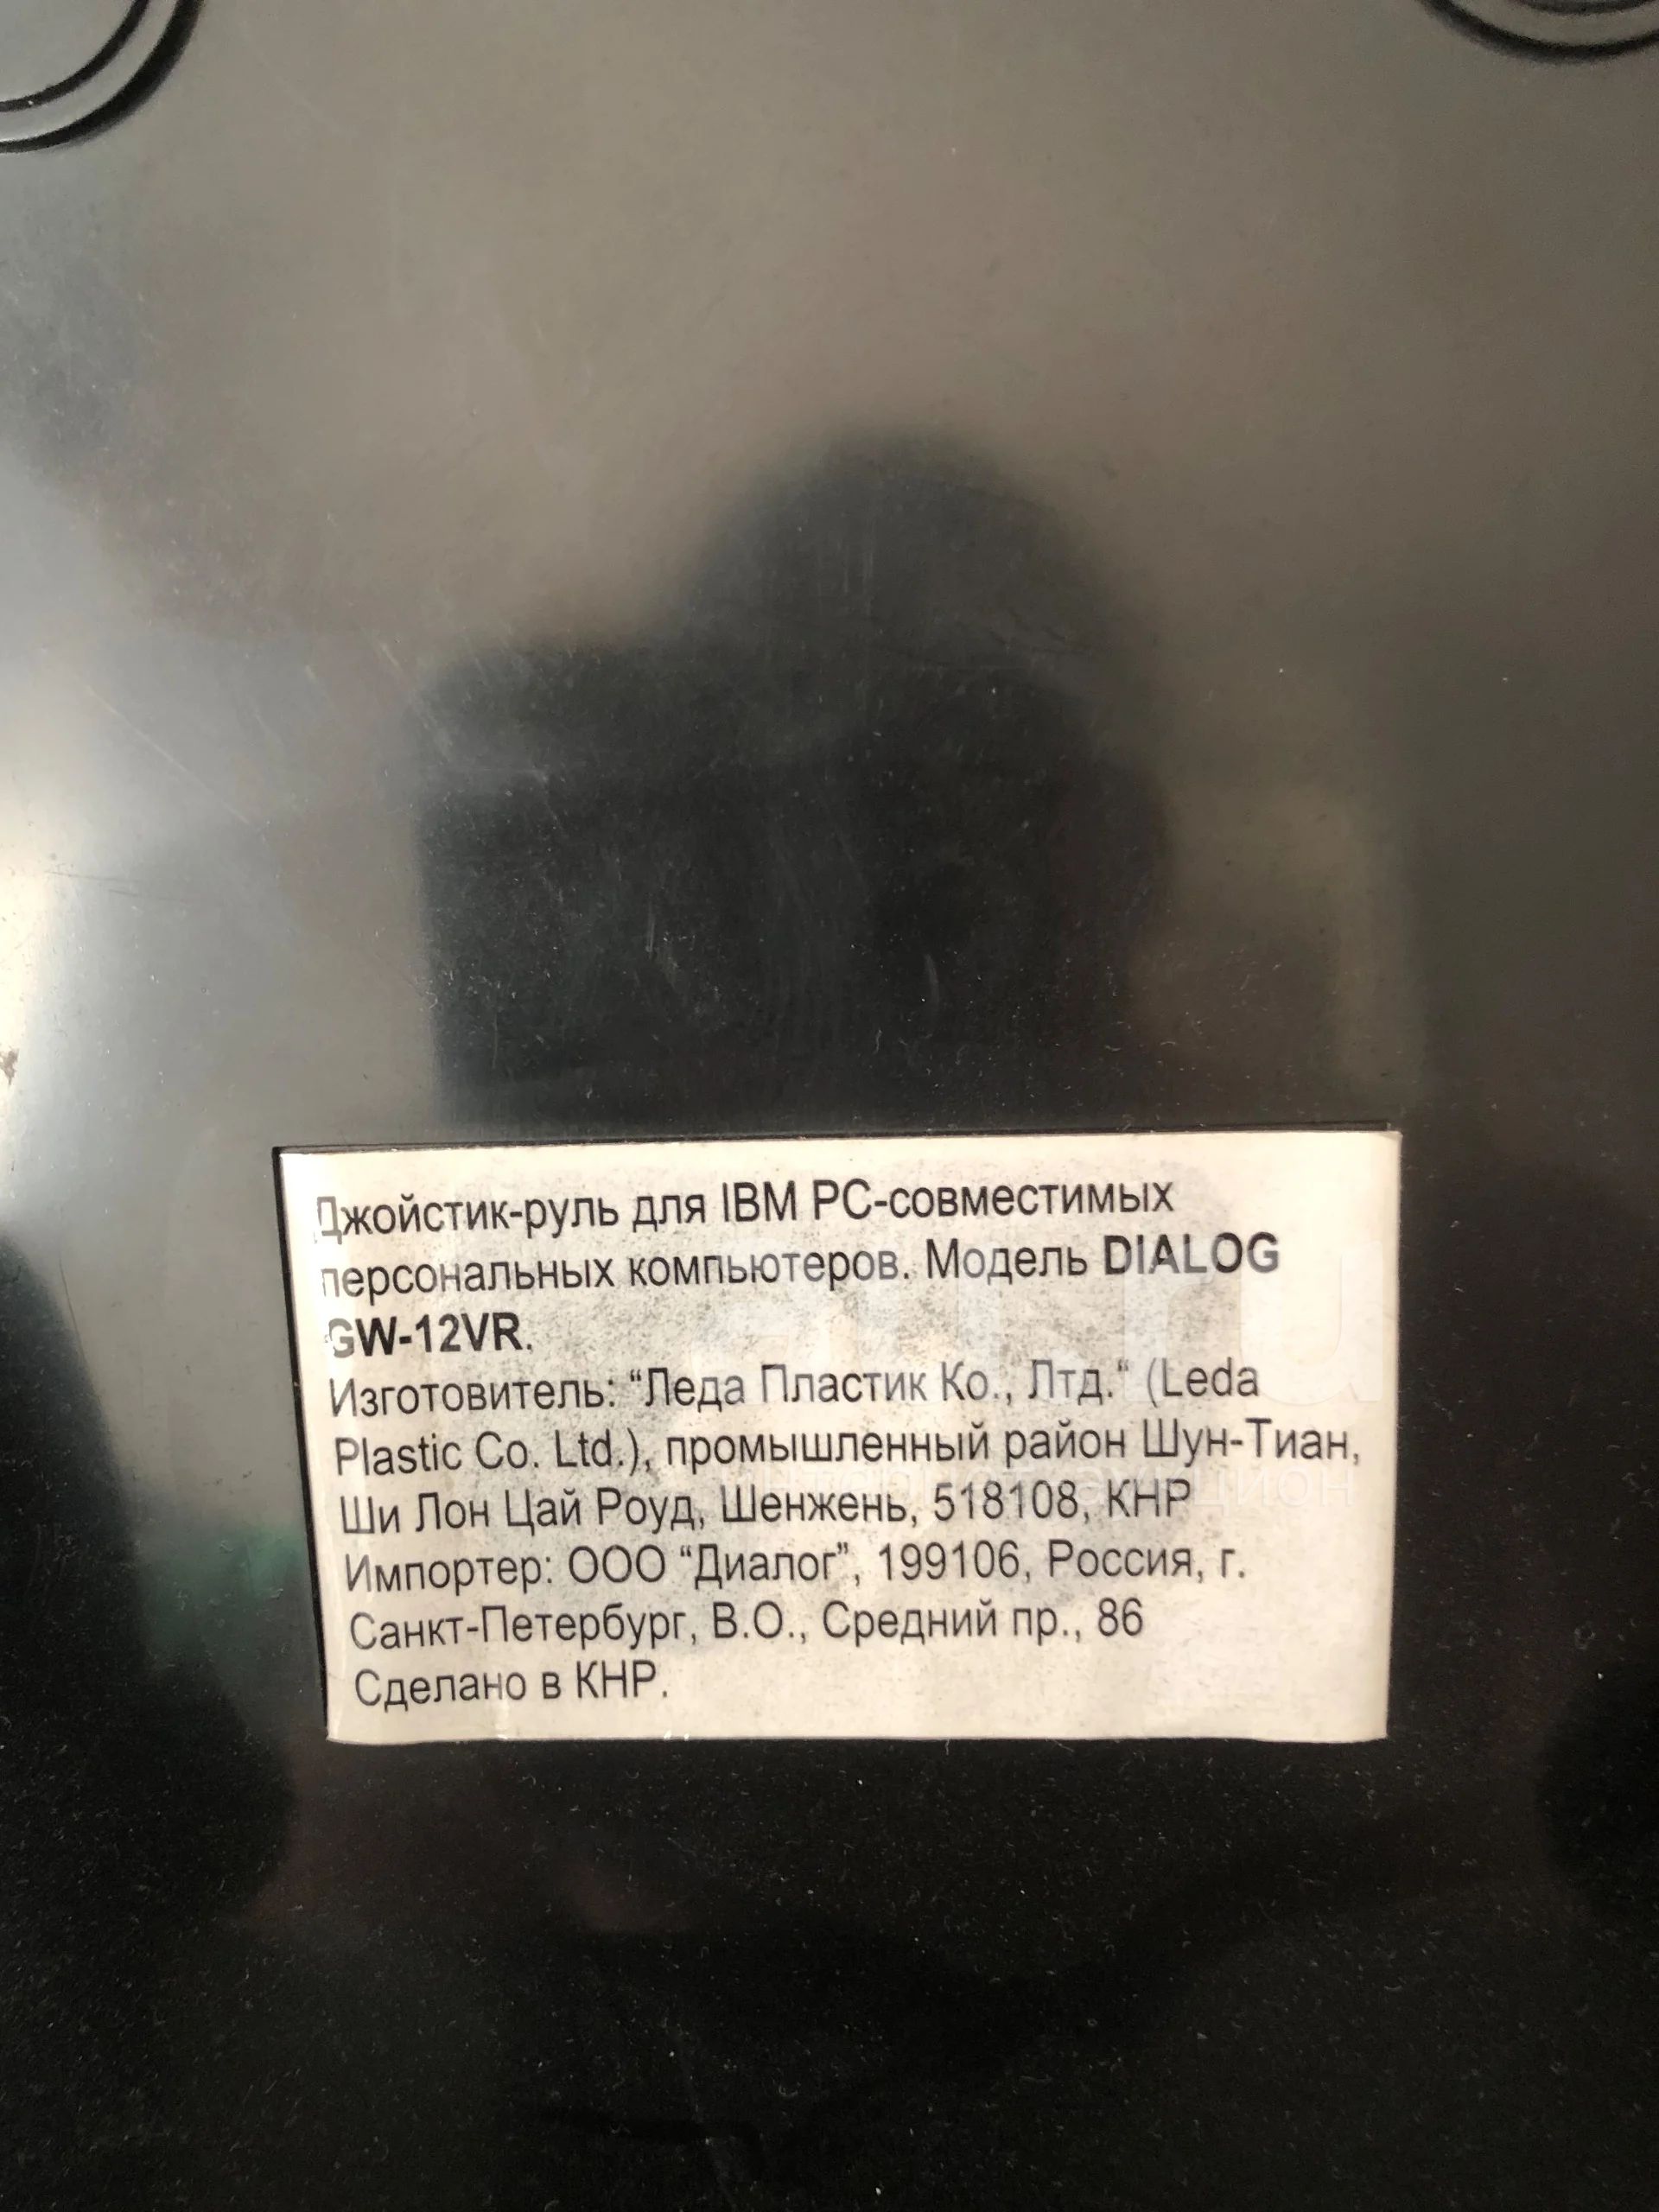 Джойстик-руль для IBM PC-совместимых
персональных компьютеров. Модель DIALOG
GW-12VR.
Изготовитель: “Леда Пластик Ко., Лтд.“ (Leda
Plastic Co. Ltd.), промышленный район Шун-Тиан,
Ши Лон Цай Роуд, Шенжень, 518108, КНР
Импортер: ООО “Диалог”, 199106, Россия, г.
Санкт-Петербург, В.О., Средний пр., 86
Сделано в КНР.